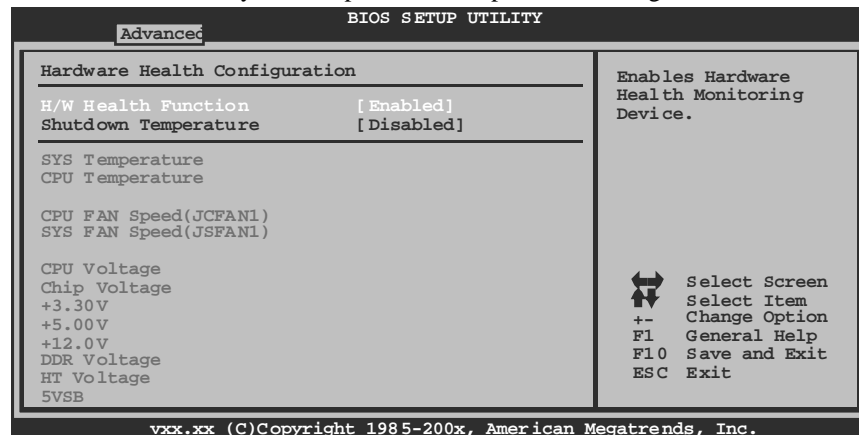 BIOS SETUP UTILITY
Advanced
Hardware Health Configuration
H/W Health Function [Enabled]
Shutdown Temperature [Disabled]
SYS Temperature
CPU Temperature
CPU FAN Speed(JCFAN1)
SYS FAN Speed(JSFAN1)
CPU Voltage
Chip Voltage
+3.30V
+5.00V
+12.0V
DDR Voltage
HT Voltage
5VSB
Enables Hardware
Health Monitoring
Device.
Select Screen
Select Item
+- Change Option
F1 General Help
F10 Save and Exit
ESC Exit
vxx.xx (C)Copyright 1985-200x, American Megatrends, Inc.